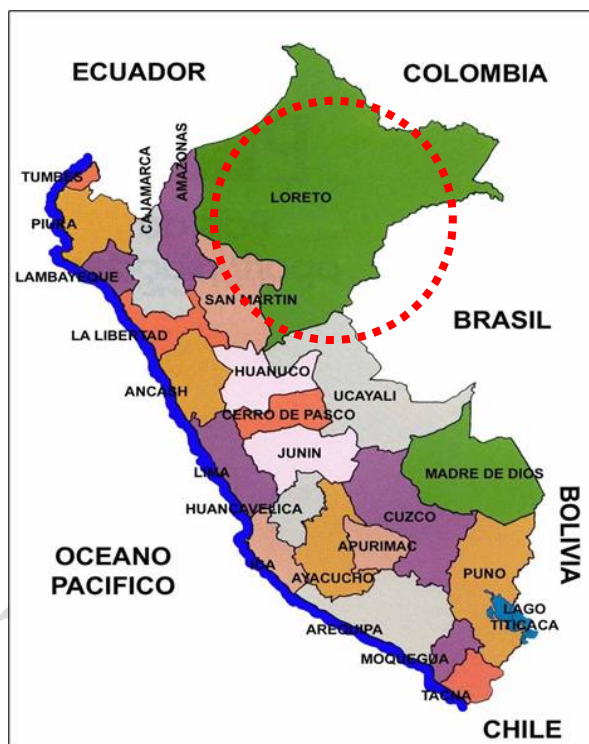 ECUADOR
COLOMBIA
TUMBES
CAJAMARCA
AMAZONAS
PIURA
LORETO
LAMBAYEQUE
SAN MARTIN
BRASIL
LA LIBERTAD
HUANUCO
ANCASH
UCAYALI
CERRO DE PASCO
JUNIN
LIMA
MADRE DE DIOS
HUANCAVELICA
CUZCO
BOLIVIA
OCEANO
PACIFICO
APURIMAC
ICA
AYACUCHO
PUNO
LAGO
TITICACA
AREQUIPA
MOQUEGUA
TACNA
CHILE